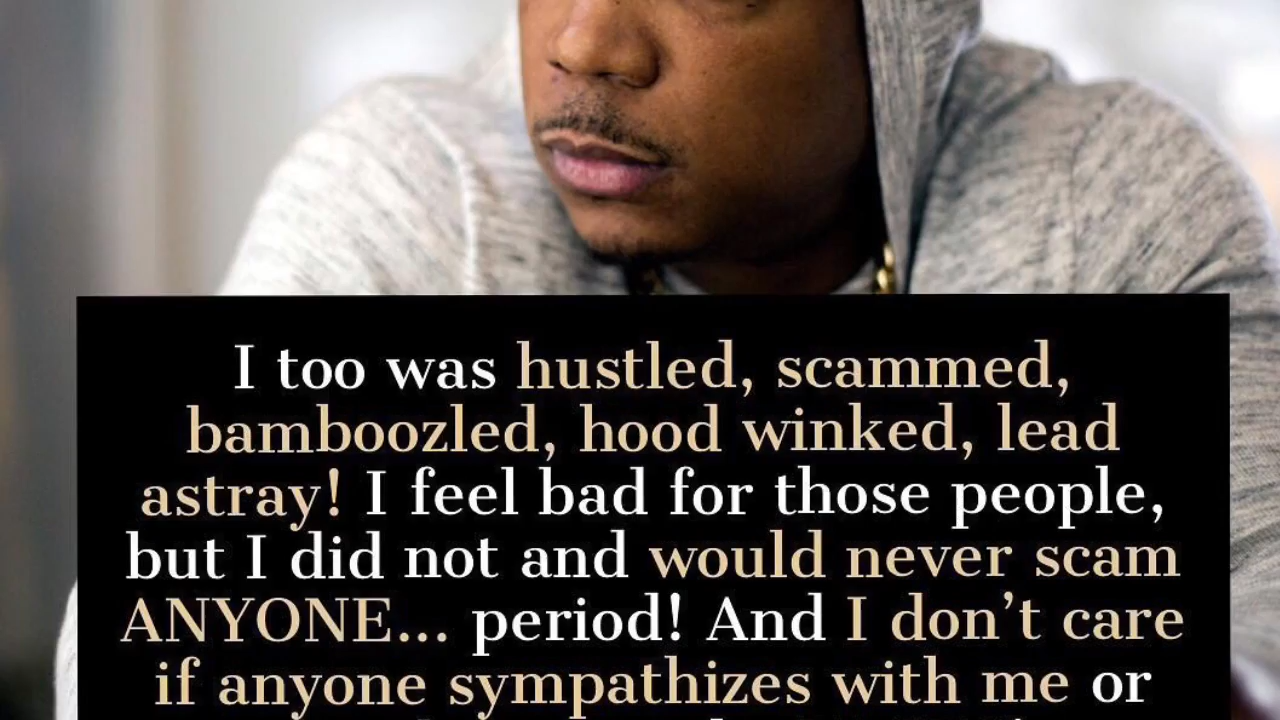 I too was hustled, scammed,
bamboozled, hood winked, lead
astray! I feel bad for those people,
but I did not and would never scam
ANYONE... period! And I don’t care
if anyone sympathizes with me or